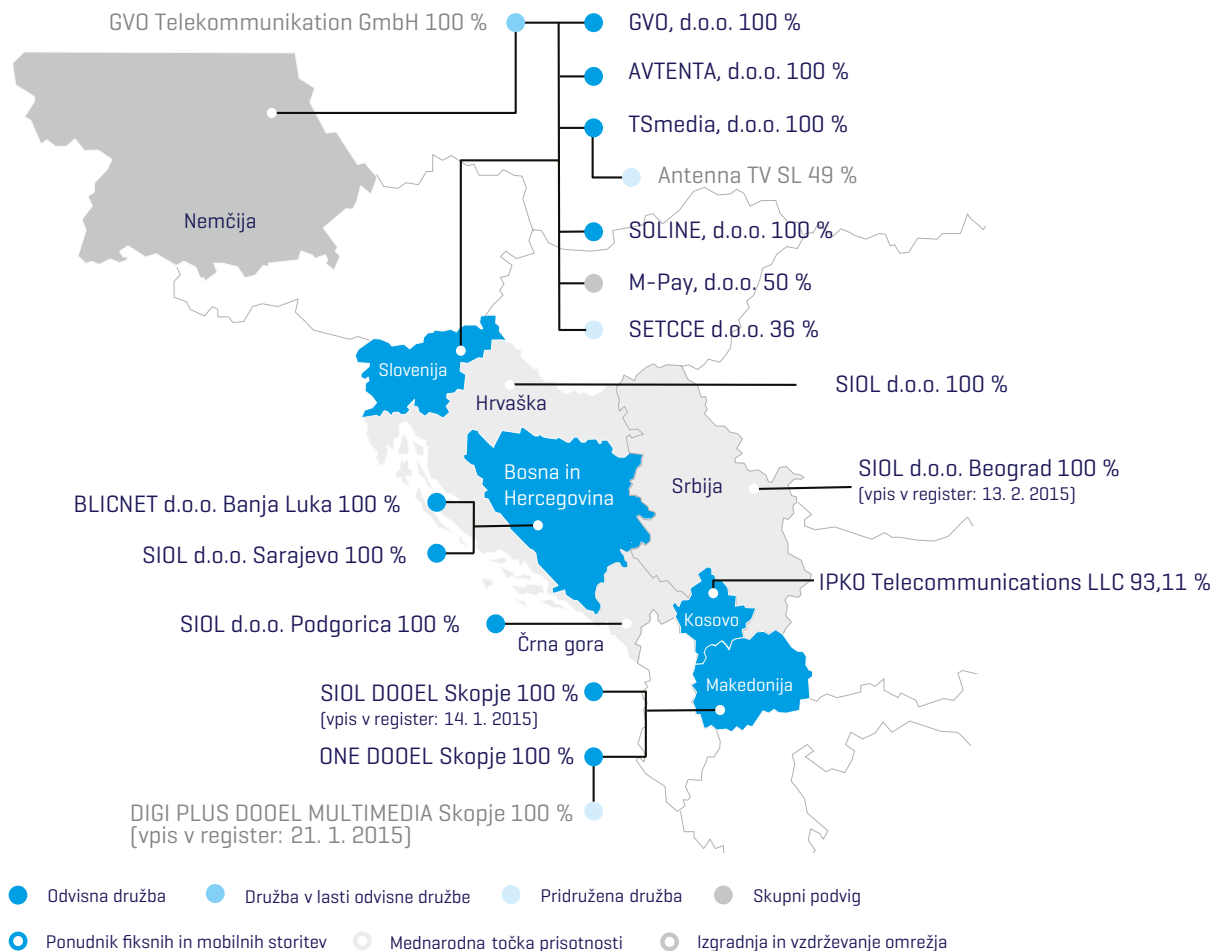 GVO Telekommunikation GmbH 100 %
GVO, d.o.o. 100 %
AVTENTA, d.o.o. 100 %
TSmedia, d.o.o. 100 %
Antenna TV SL 49 %
Nemčija
SOLINE, d.o.o. 100 %
M-Pay, d.o.o. 50 %
SETCCE d.o.o. 36 %
Slovenija
SIOL d.o.o. 100 %
Hrvaška
Bosna in
Hercegovina
Srbija
SIOL d.o.o. Beograd 100 %
(vpis v register: 13. 2. 2015)
BLICNET d.o.o. Banja Luka 100 %
SIOL d.o.o. Sarajevo 100 %
IPKO Telecommunications LLC 93,11 %
SIOL d.o.o. Podgorica 100 %
Kosovo
Črna gora
SIOL DOOEL Skopje 100 %
(vpis v register: 14. 1. 2015)
Makedonija
ONE DOOEL Skopje 100 %
DIGI PLUS DOOEL MULTIMEDIA Skopje 100 %
(vpis v register: 21. 1. 2015)
Odvisna družba
Družba v lasti odvisne družbe
Pridružena družba
Skupni podvig
Ponudnik fiksnih in mobilnih storitev
Mednarodna točka prisotnosti
Izgradnja in vzdrževanje omrežja